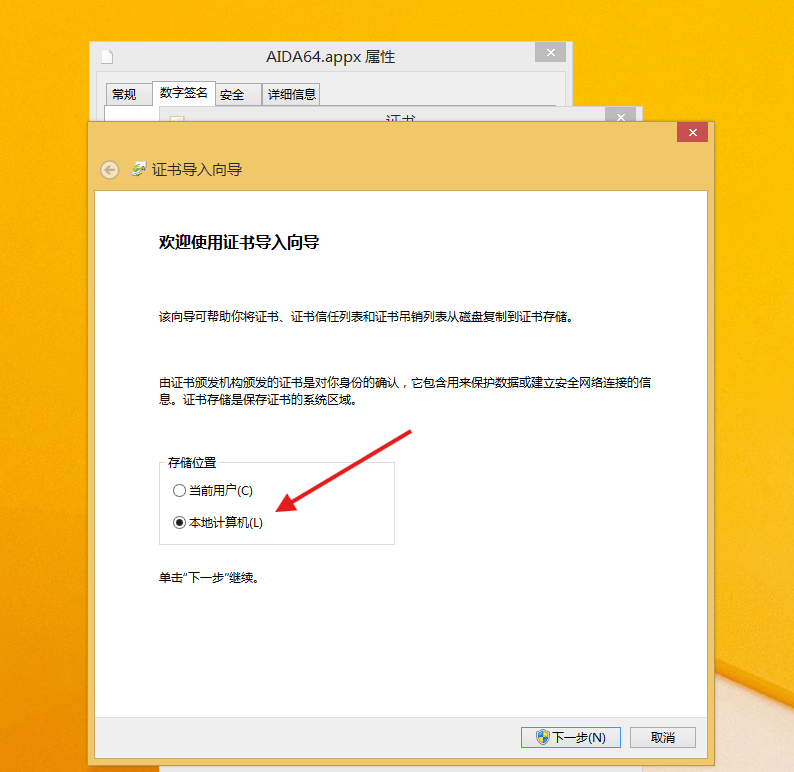 AIDA64.appx 属性
常规
数字签名
安全
详细信息
证书
证书导入向导
欢迎使用证书导入向导
该向导可帮助你将证书、证书信任列表和证书吊销列表从磁盘复制到证书存储。
由证书颁发机构颁发的证书是对你身份的确认，它包含用来保护数据或建立安全网络连接的信
息。证书存储是保存证书的系统区域。
存储位置
当前用户(C)
本地计算机(L)
单击"下一步"继续。
下一步(N)
取消